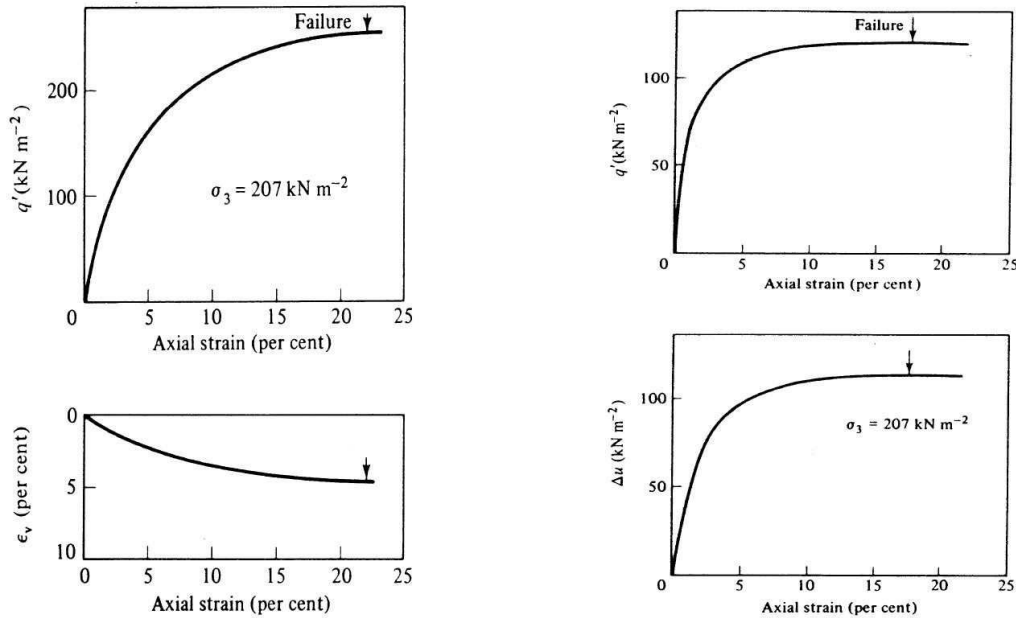 Failure
200
100
q′(kN m⁻²)
σ₃ = 207 kN m⁻²
0 5 10 15 20 25
Axial strain (per cent)
0
5
10
ϵᵥ (per cent)
0 5 10 15 20 25
Axial strain (per cent)
Failure
100
50
q′(kN m⁻²)
0 5 10 15 20 25
Axial strain (per cent)
100
50
Δu (kN m⁻²)
σ₃ = 207 kN m⁻²
0 5 10 15 20 25
Axial strain (per cent)